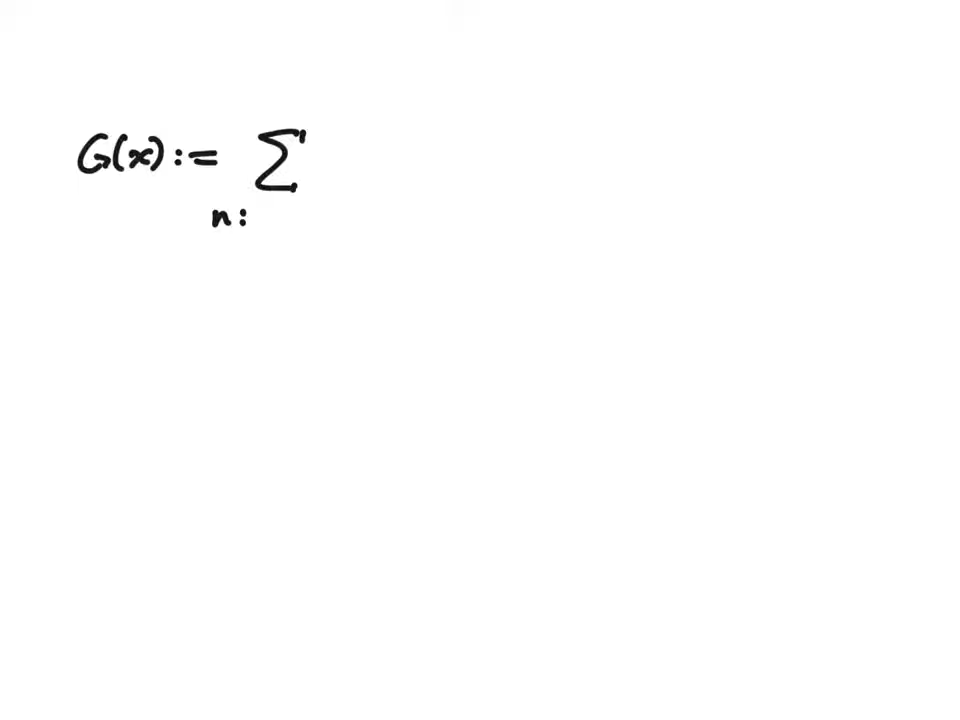 G(x) := ∑
n: